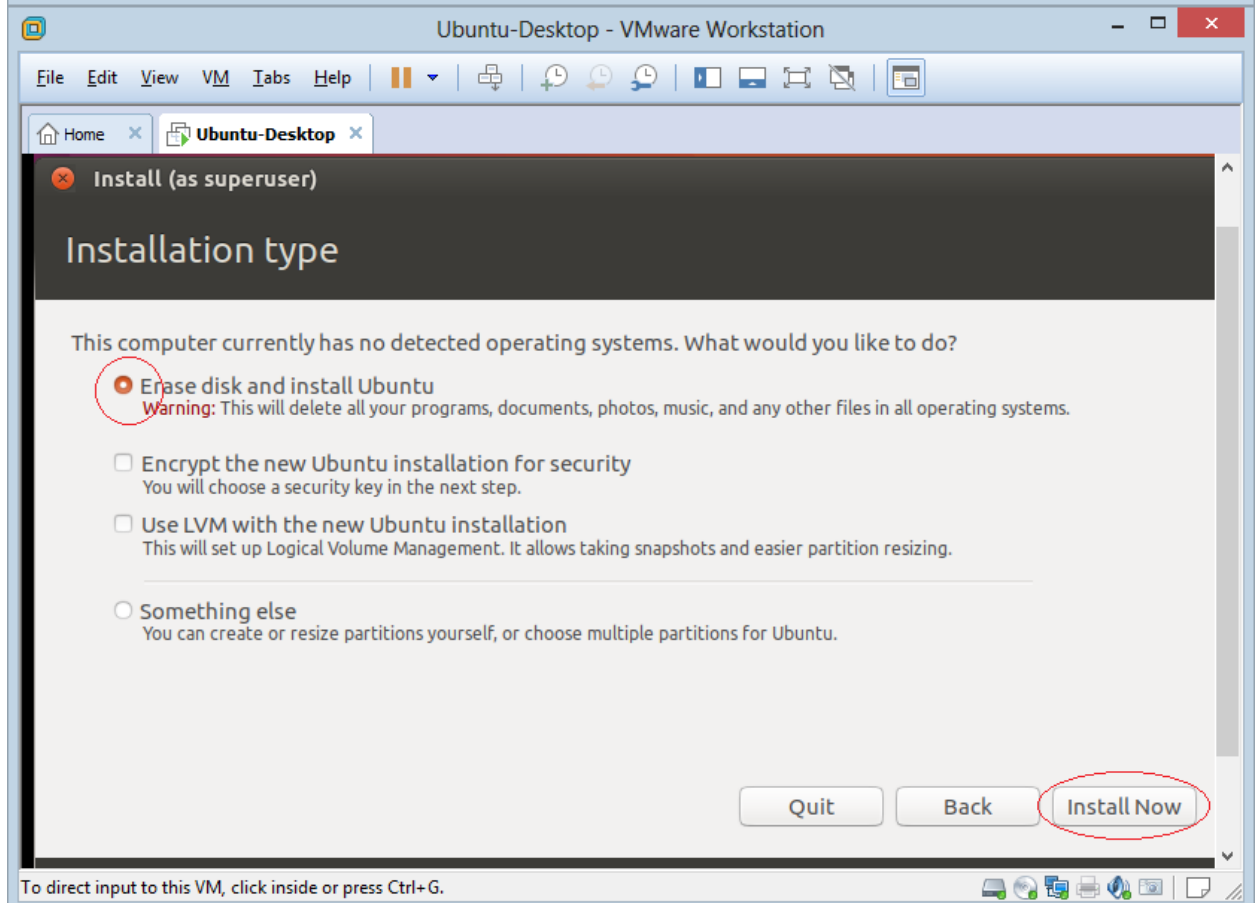 Ubuntu-Desktop - VMware Workstation
File Edit View VM Tabs Help
Home Ubuntu-Desktop
Install (as superuser)
Installation type
This computer currently has no detected operating systems. What would you like to do?
Erase disk and install Ubuntu
Warning: This will delete all your programs, documents, photos, music, and any other files in all operating systems.
Encrypt the new Ubuntu installation for security
You will choose a security key in the next step.
Use LVM with the new Ubuntu installation
This will set up Logical Volume Management. It allows taking snapshots and easier partition resizing.
Something else
You can create or resize partitions yourself, or choose multiple partitions for Ubuntu.
Quit Back Install Now
To direct input to this VM, click inside or press Ctrl+G.